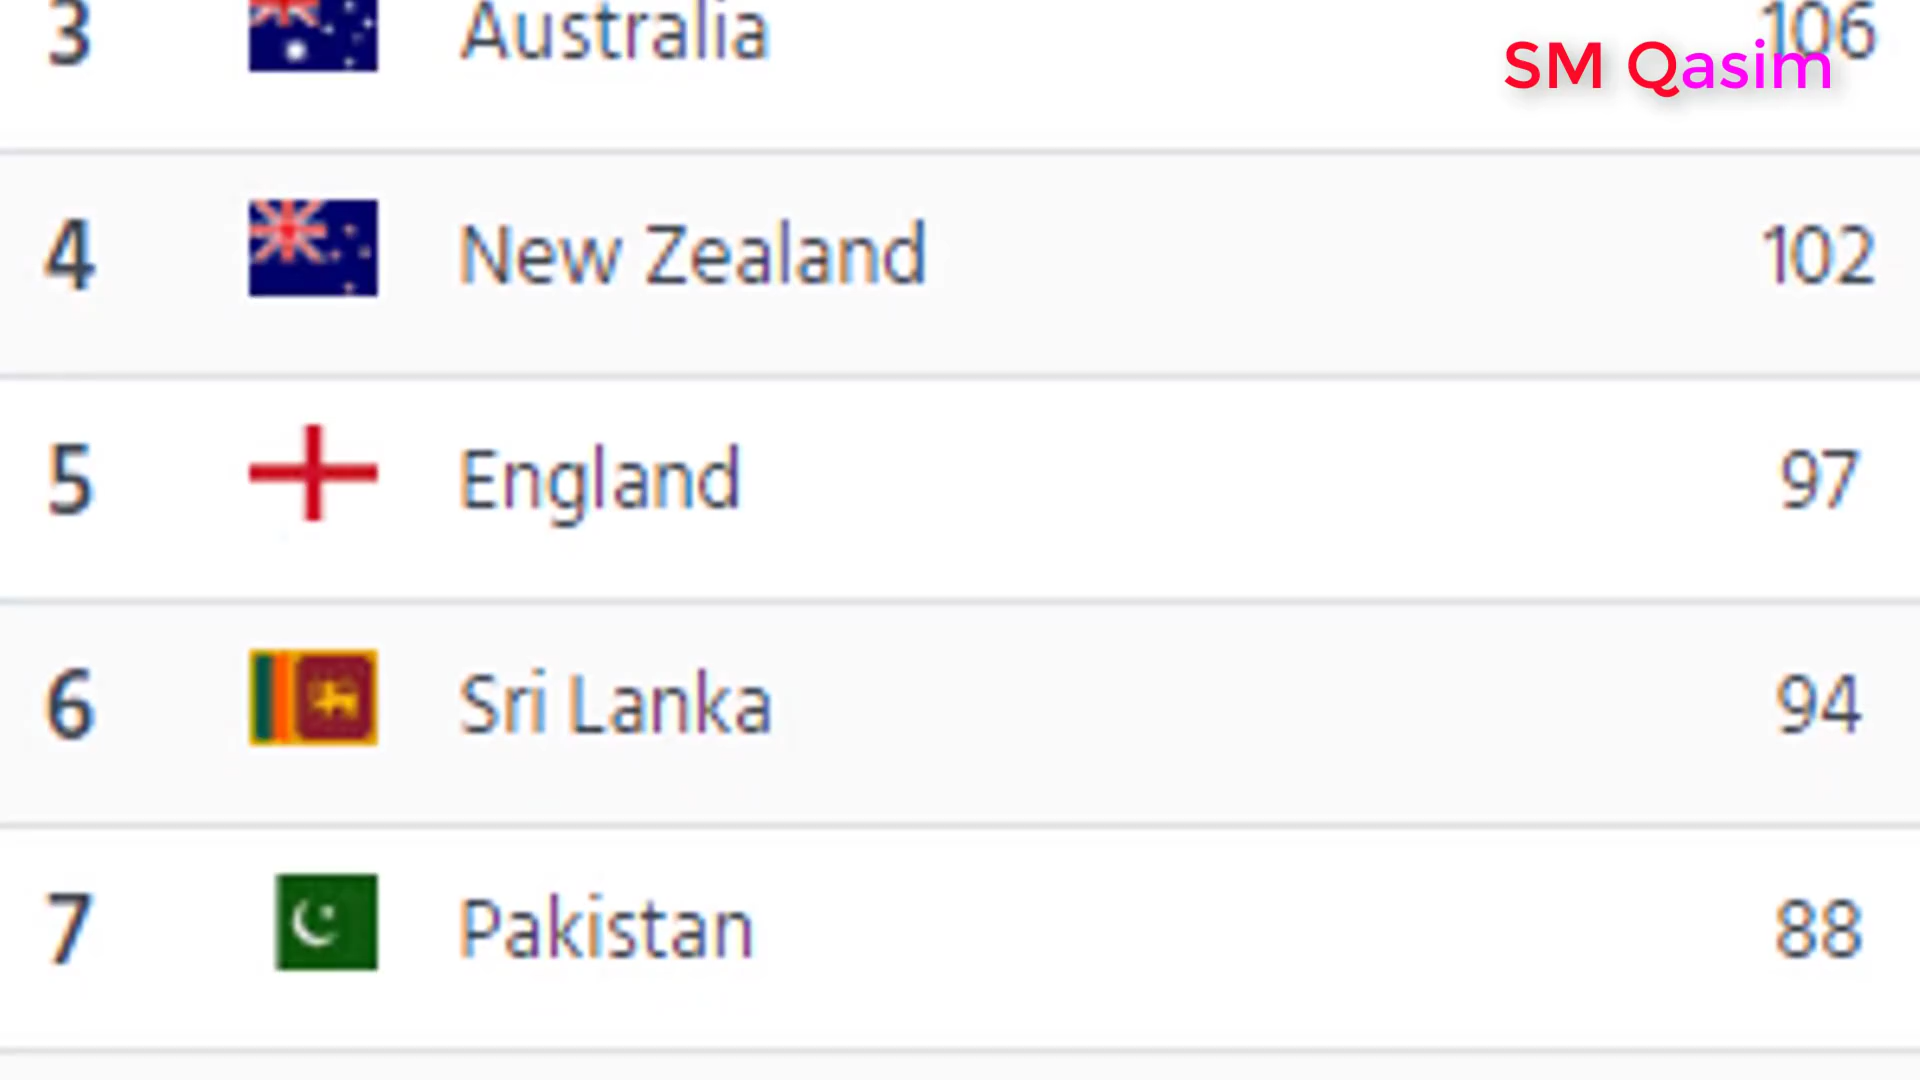 3 Australia 106
SM Qasim
4 New Zealand 102
5 England 97
6 Sri Lanka 94
7 Pakistan 88